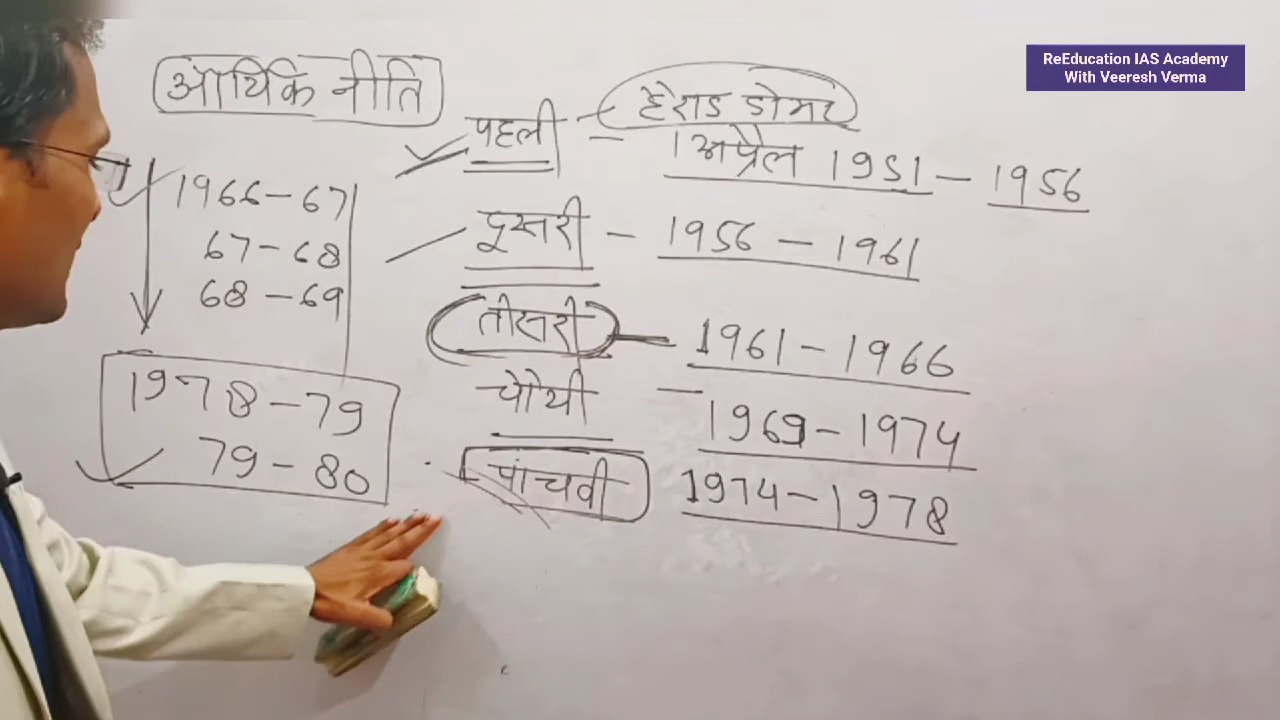 ReEducation IAS Academy
With Veeresh Verma
आर्थिक नीति
1966-67
67-68
68-69
1978-79
79-80
पहली - हैराड डोमर
1 अप्रैल 1951 - 1956
दूसरी - 1956 - 1961
तीसरी - 1961 - 1966
चौथी - 1969 - 1974
पांचवी 1974 - 1978